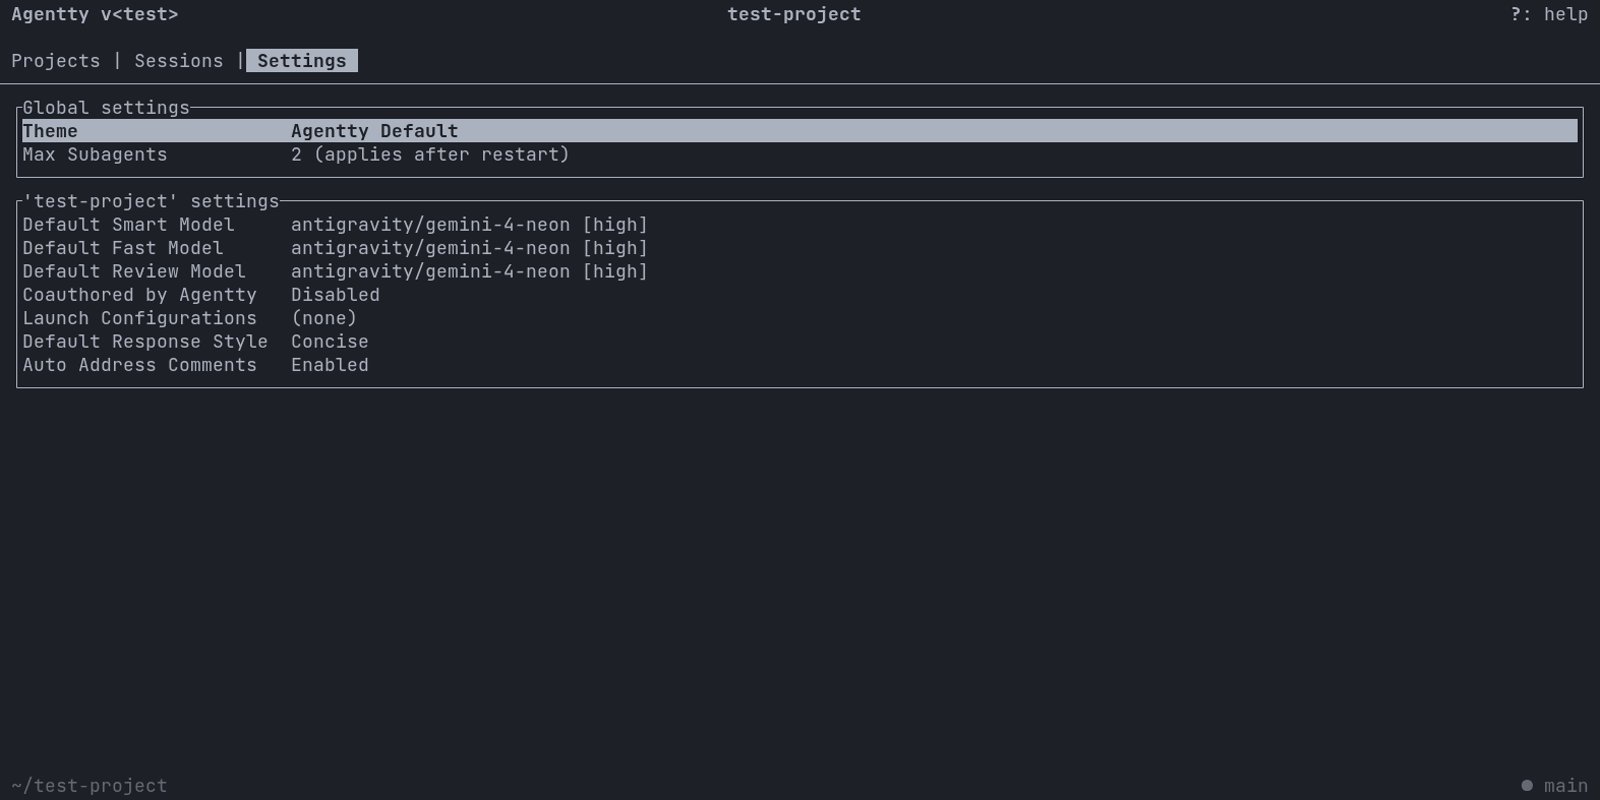 Agentty v<test> test-project ?: help
Projects | Sessions | Settings
Global settings
Theme Agentty Default
Max Subagents 2 (applies after restart)
'test-project' settings
Default Smart Model antigravity/gemini-4-neon [high]
Default Fast Model antigravity/gemini-4-neon [high]
Default Review Model antigravity/gemini-4-neon [high]
Coauthored by Agentty Disabled
Launch Configurations (none)
Default Response Style Concise
Auto Address Comments Enabled
~/test-project ● main